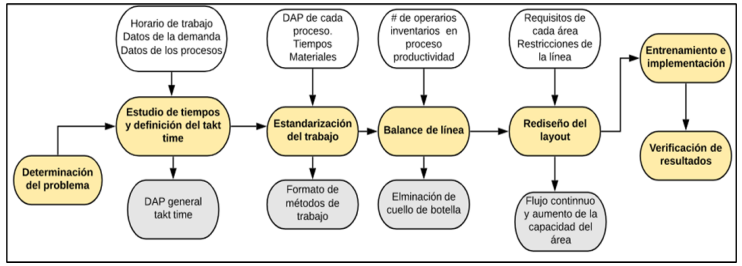 Horario de trabajo
Datos de la demanda
Datos de los procesos
DAP de cada
proceso.
Tiempos
Materiales
# de operarios
inventarios en
proceso
productividad
Requisitos de
cada área
Restricciones de
la línea
Entrenamiento e
implementación
Estudio de tiempos
y definición del takt
time
Estandarización
del trabajo
Balance de línea
Rediseño del
layout
Verificación de
resultados
Determinación
del problema
DAP general
takt time
Formato de
métodos de
trabajo
Elminación de
cuello de botella
Flujo continnuo
y aumento de la
capacidad del
área